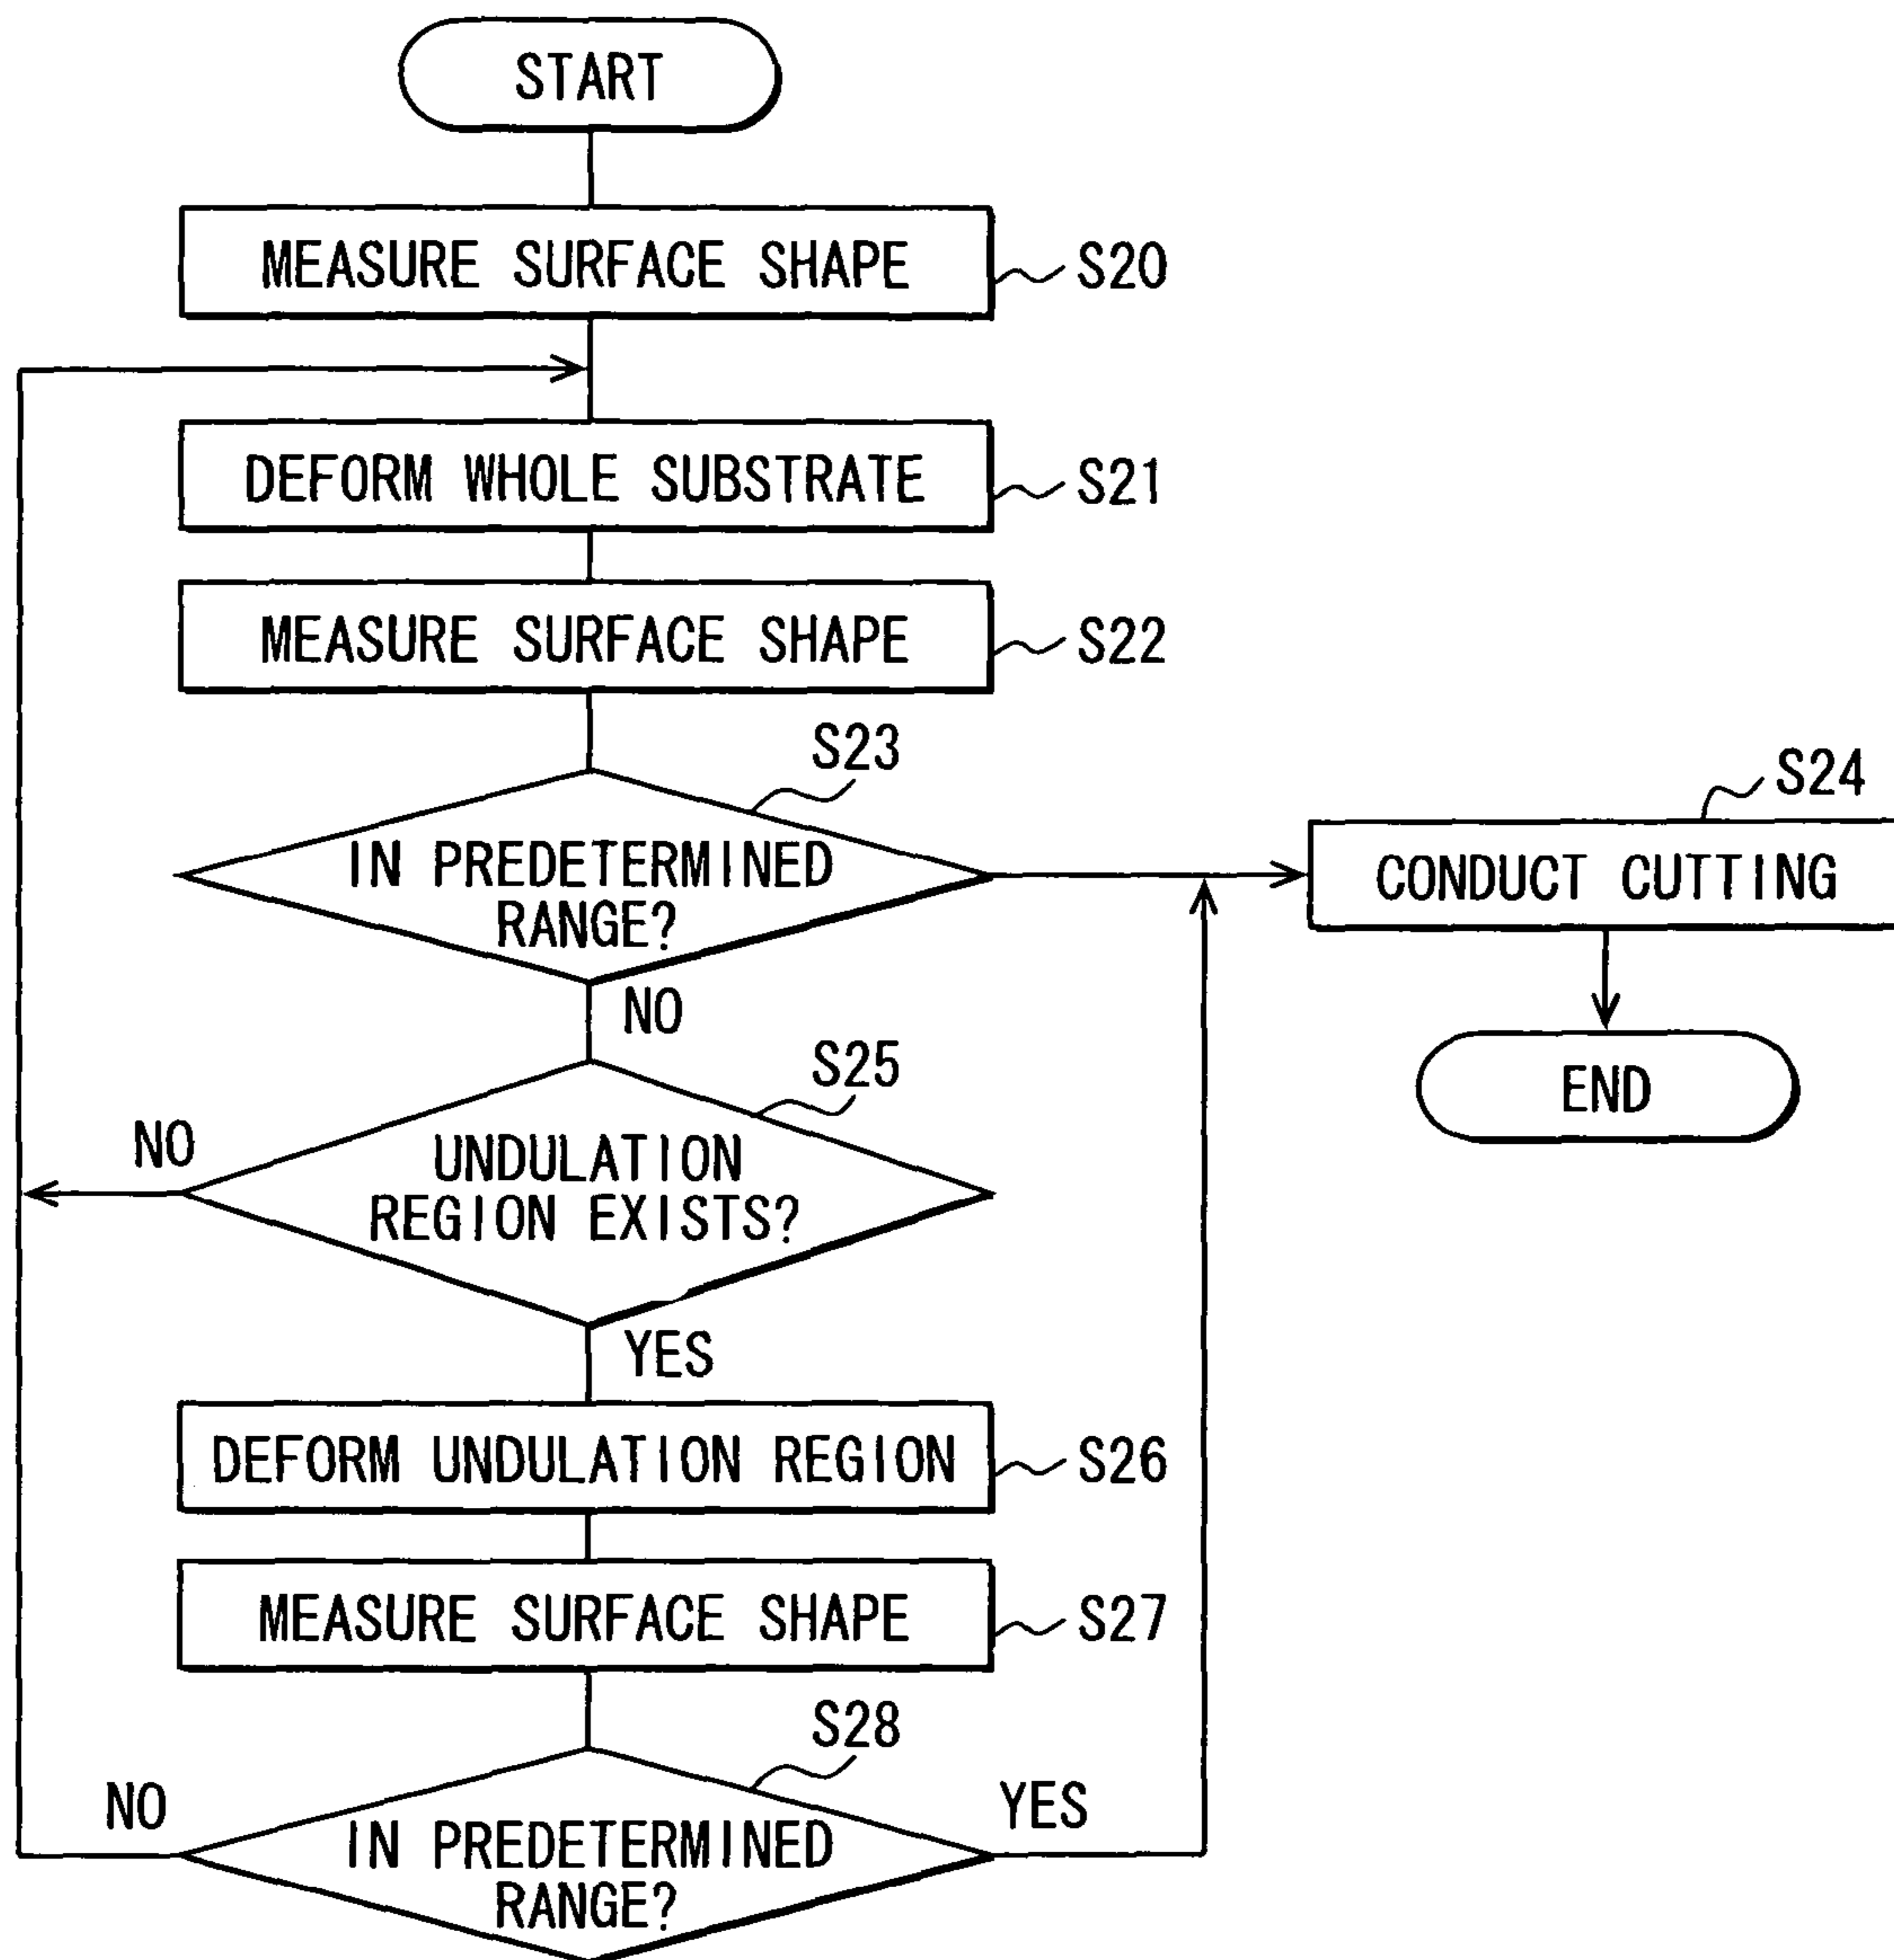 START
MEASURE SURFACE SHAPE
S20
DEFORM WHOLE SUBSTRATE
S21
MEASURE SURFACE SHAPE
S22
S23
IN PREDETERMINED
RANGE?
S24
CONDUCT CUTTING
END
NO
S25
NO
UNDULATION
REGION EXISTS?
YES
DEFORM UNDULATION REGION
S26
MEASURE SURFACE SHAPE
S27
S28
NO
YES
IN PREDETERMINED
RANGE?